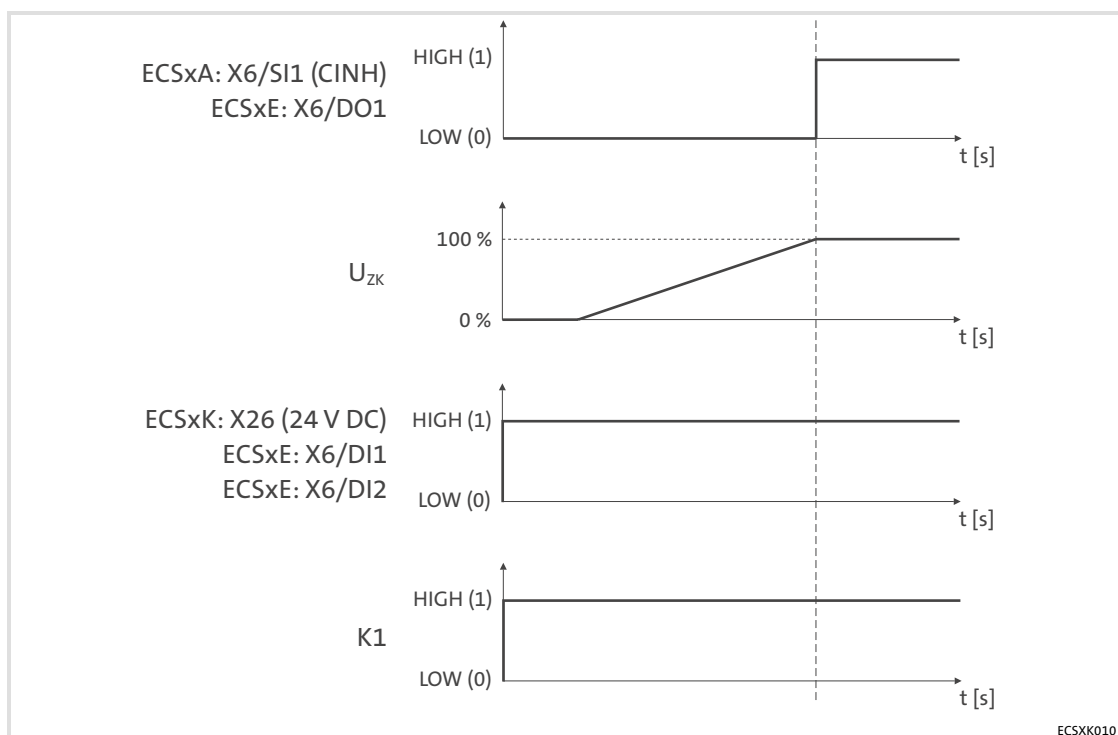 ECSxA: X6/SI1 (CINH)
ECSxE: X6/DO1
HIGH (1)
LOW (0)
t [s]
UZK
100 %
0 %
t [s]
ECSxK: X26 (24 V DC)
ECSxE: X6/DI1
ECSxE: X6/DI2
HIGH (1)
LOW (0)
t [s]
K1
HIGH (1)
LOW (0)
t [s]
ECSXK010